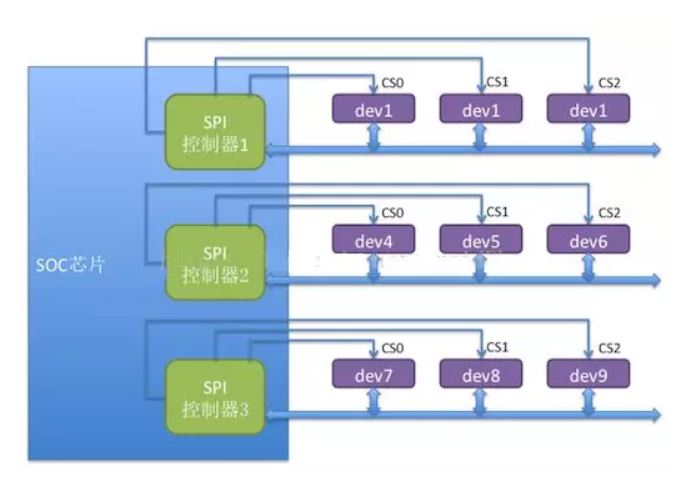 CS0
CS1
CS2
SPI
控制器1
dev1
dev1
dev1
CS0
CS1
CS2
SOC芯片
SPI
控制器2
dev4
dev5
dev6
CS0
CS1
CS2
SPI
控制器3
dev7
dev8
dev9